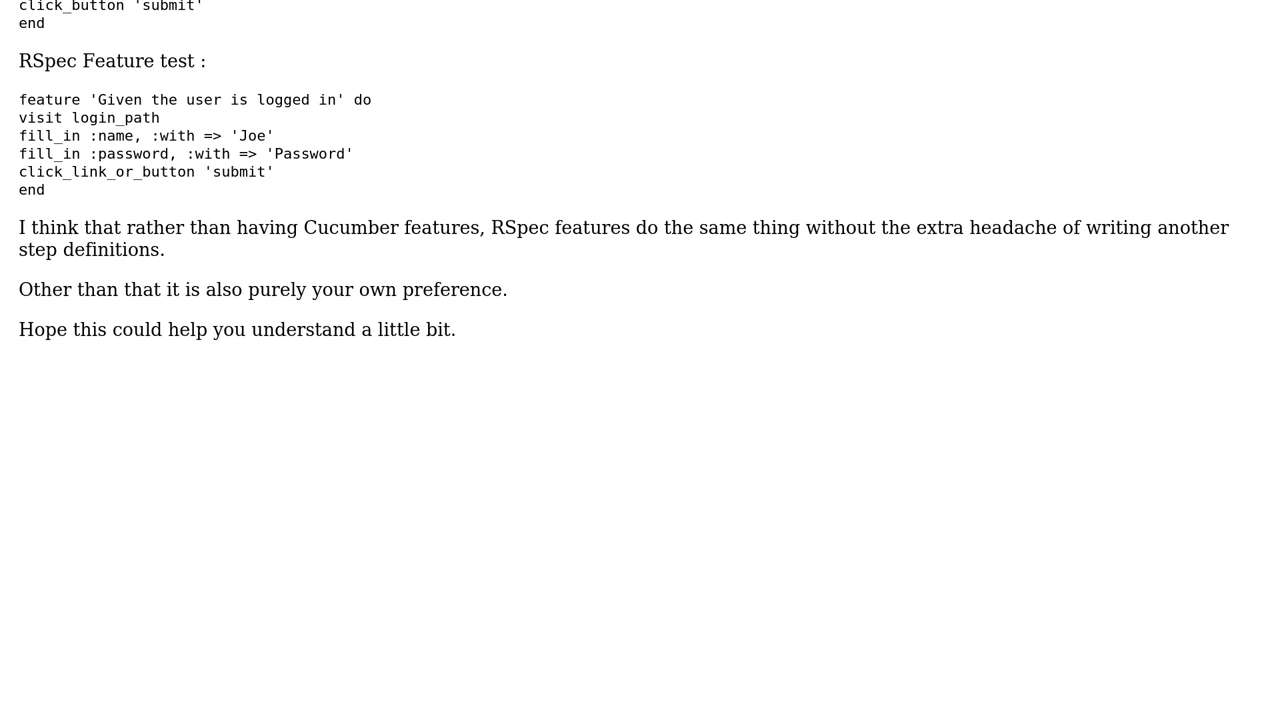 click_button 'submit'
end
RSpec Feature test :
feature 'Given the user is logged in' do
visit login_path
fill_in :name, :with => 'Joe'
fill_in :password, :with => 'Password'
click_link_or_button 'submit'
end
I think that rather than having Cucumber features, RSpec features do the same thing without the extra headache of writing another
step definitions.
Other than that it is also purely your own preference.
Hope this could help you understand a little bit.